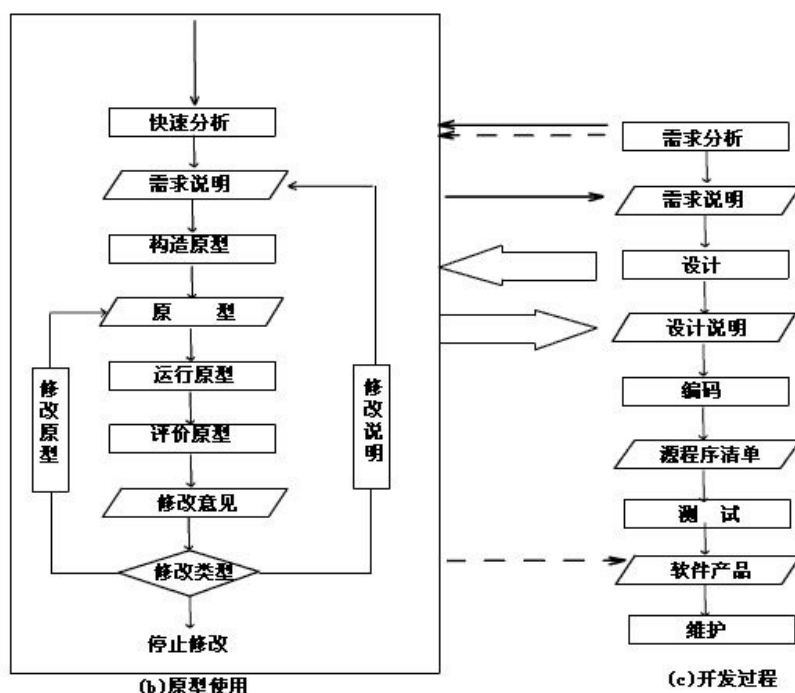 快速分析
需求说明
构造原型
原 型
运行原型
评价原型
修改意见
修改类型
停止修改
修改原型
修改说明
(b)原型使用
需求分析
需求说明
设计
设计说明
编码
源程序清单
测 试
软件产品
维护
(c)开发过程